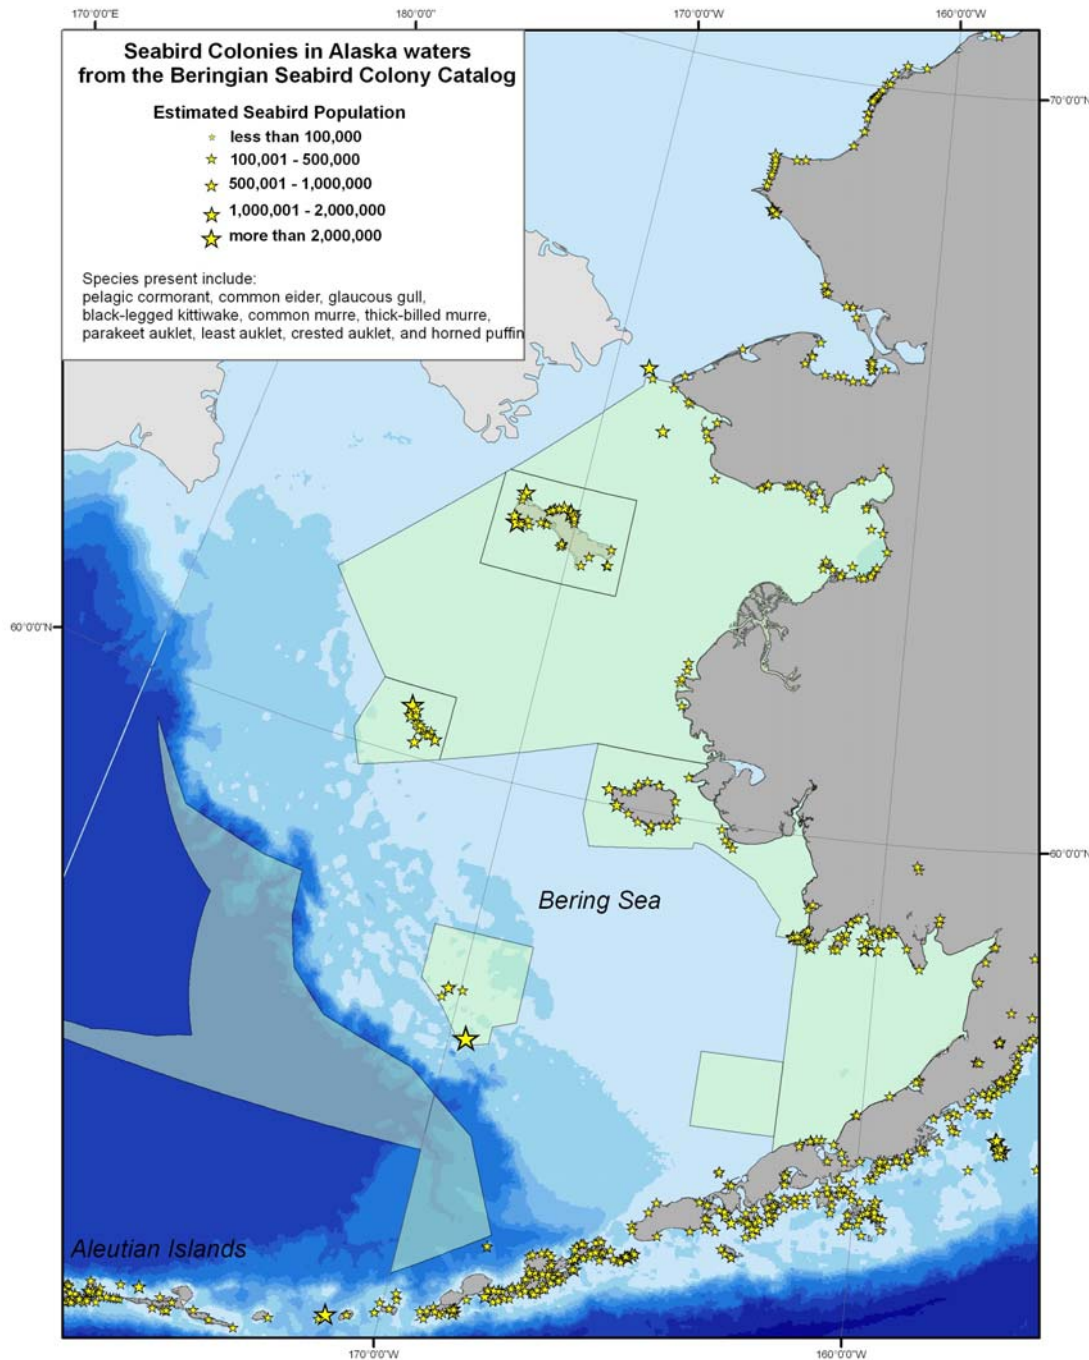 170°0'0"E
180°0'0"
170°0'0"W
160°0'0"W
Seabird Colonies in Alaska waters
from the Beringian Seabird Colony Catalog
Estimated Seabird Population
less than 100,000
100,001 - 500,000
500,001 - 1,000,000
1,000,001 - 2,000,000
more than 2,000,000
Species present include:
pelagic cormorant, common eider, glaucous gull,
black-legged kittiwake, common murre, thick-billed murre,
parakeet auklet, least auklet, crested auklet, and horned puffin
70°0'0"N
60°0'0"N
60°0'0"N
Bering Sea
Aleutian Islands
170°0'0"W
160°0'0"W